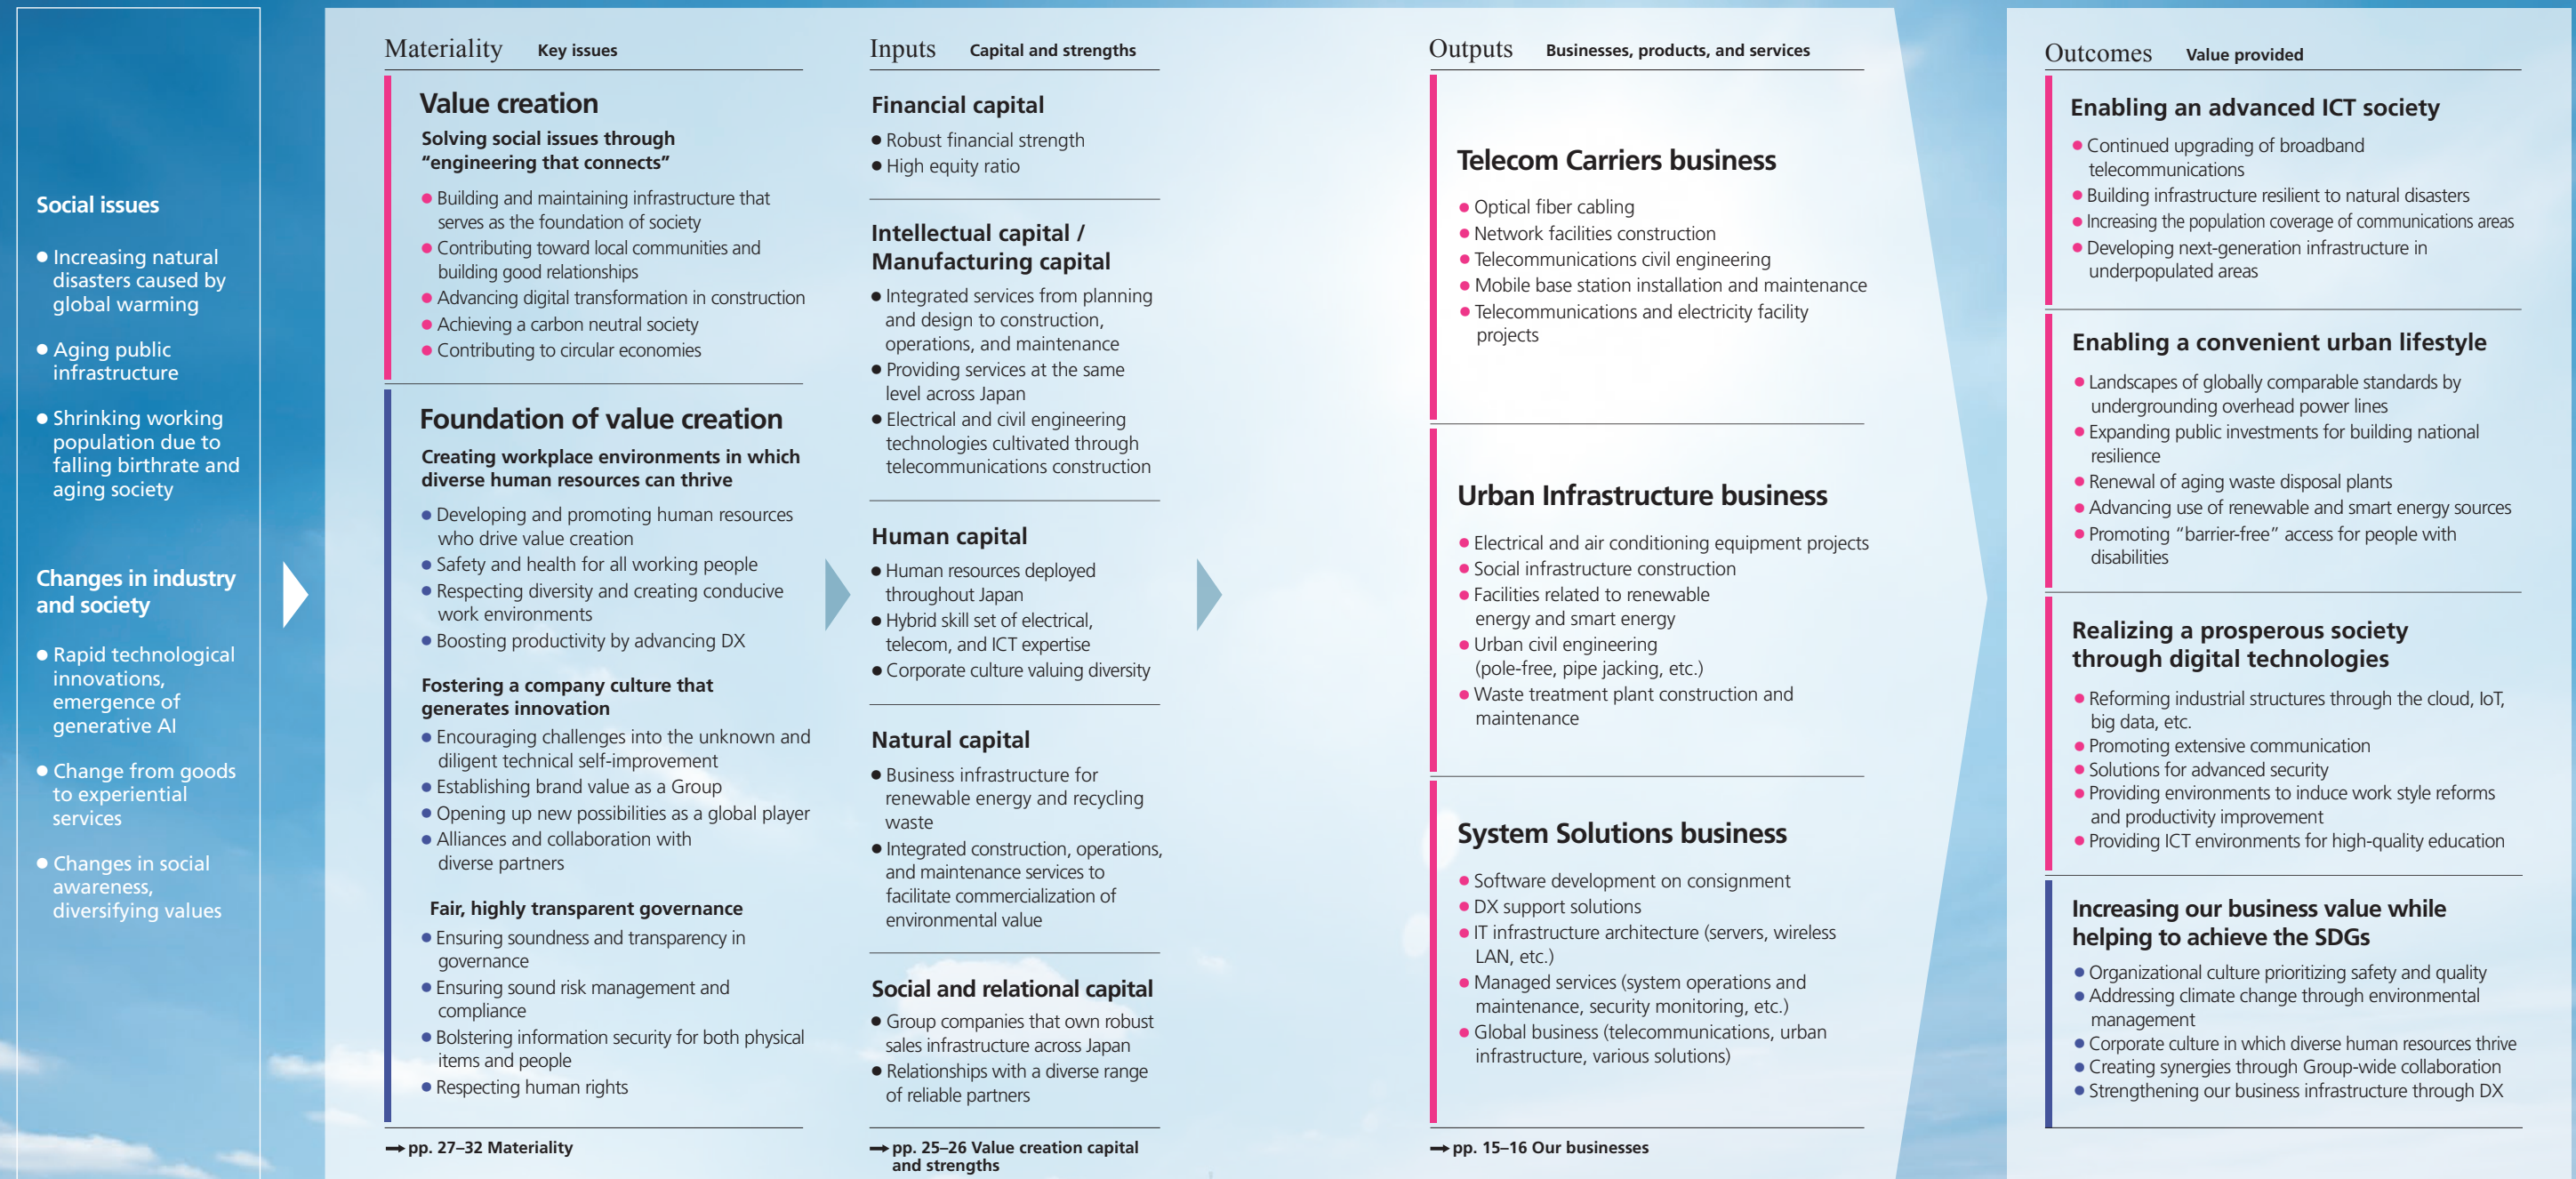 Social issues
● Increasing natural
disasters caused by
global warming
● Aging public
infrastructure
● Shrinking working
population due to
falling birthrate and
aging society
Changes in industry
and society
● Rapid technological
innovations,
emergence of
generative AI
● Change from goods
to experiential
services
● Changes in social
awareness,
diversifying values
Materiality Key issues
Value creation
Solving social issues through
“engineering that connects”
● Building and maintaining infrastructure that
serves as the foundation of society
● Contributing toward local communities and
building good relationships
● Advancing digital transformation in construction
● Achieving a carbon neutral society
● Contributing to circular economies
Foundation of value creation
Creating workplace environments in which
diverse human resources can thrive
● Developing and promoting human resources
who drive value creation
● Safety and health for all working people
● Respecting diversity and creating conducive
work environments
● Boosting productivity by advancing DX
Fostering a company culture that
generates innovation
● Encouraging challenges into the unknown and
diligent technical self-improvement
● Establishing brand value as a Group
● Opening up new possibilities as a global player
● Alliances and collaboration with
diverse partners
Fair, highly transparent governance
● Ensuring soundness and transparency in
governance
● Ensuring sound risk management and
compliance
● Bolstering information security for both physical
items and people
● Respecting human rights
→ pp. 27–32 Materiality
Inputs Capital and strengths
Financial capital
● Robust financial strength
● High equity ratio
Intellectual capital /
Manufacturing capital
● Integrated services from planning
and design to construction,
operations, and maintenance
● Providing services at the same
level across Japan
● Electrical and civil engineering
technologies cultivated through
telecommunications construction
Human capital
● Human resources deployed
throughout Japan
● Hybrid skill set of electrical,
telecom, and ICT expertise
● Corporate culture valuing diversity
Natural capital
● Business infrastructure for
renewable energy and recycling
waste
● Integrated construction, operations,
and maintenance services to
facilitate commercialization of
environmental value
Social and relational capital
● Group companies that own robust
sales infrastructure across Japan
● Relationships with a diverse range
of reliable partners
→ pp. 25–26 Value creation capital
and strengths
Outputs Businesses, products, and services
Telecom Carriers business
● Optical fiber cabling
● Network facilities construction
● Telecommunications civil engineering
● Mobile base station installation and maintenance
● Telecommunications and electricity facility
projects
Urban Infrastructure business
● Electrical and air conditioning equipment projects
● Social infrastructure construction
● Facilities related to renewable
energy and smart energy
● Urban civil engineering
(pole-free, pipe jacking, etc.)
● Waste treatment plant construction and
maintenance
System Solutions business
● Software development on consignment
● DX support solutions
● IT infrastructure architecture (servers, wireless
LAN, etc.)
● Managed services (system operations and
maintenance, security monitoring, etc.)
● Global business (telecommunications, urban
infrastructure, various solutions)
→ pp. 15–16 Our businesses
Outcomes Value provided
Enabling an advanced ICT society
● Continued upgrading of broadband
telecommunications
● Building infrastructure resilient to natural disasters
● Increasing the population coverage of communications areas
● Developing next-generation infrastructure in
underpopulated areas
Enabling a convenient urban lifestyle
● Landscapes of globally comparable standards by
undergrounding overhead power lines
● Expanding public investments for building national
resilience
● Renewal of aging waste disposal plants
● Advancing use of renewable and smart energy sources
● Promoting “barrier-free” access for people with
disabilities
Realizing a prosperous society
through digital technologies
● Reforming industrial structures through the cloud, IoT,
big data, etc.
● Promoting extensive communication
● Solutions for advanced security
● Providing environments to induce work style reforms
and productivity improvement
● Providing ICT environments for high-quality education
Increasing our business value while
helping to achieve the SDGs
● Organizational culture prioritizing safety and quality
● Addressing climate change through environmental
management
● Corporate culture in which diverse human resources thrive
● Creating synergies through Group-wide collaboration
● Strengthening our business infrastructure through DX